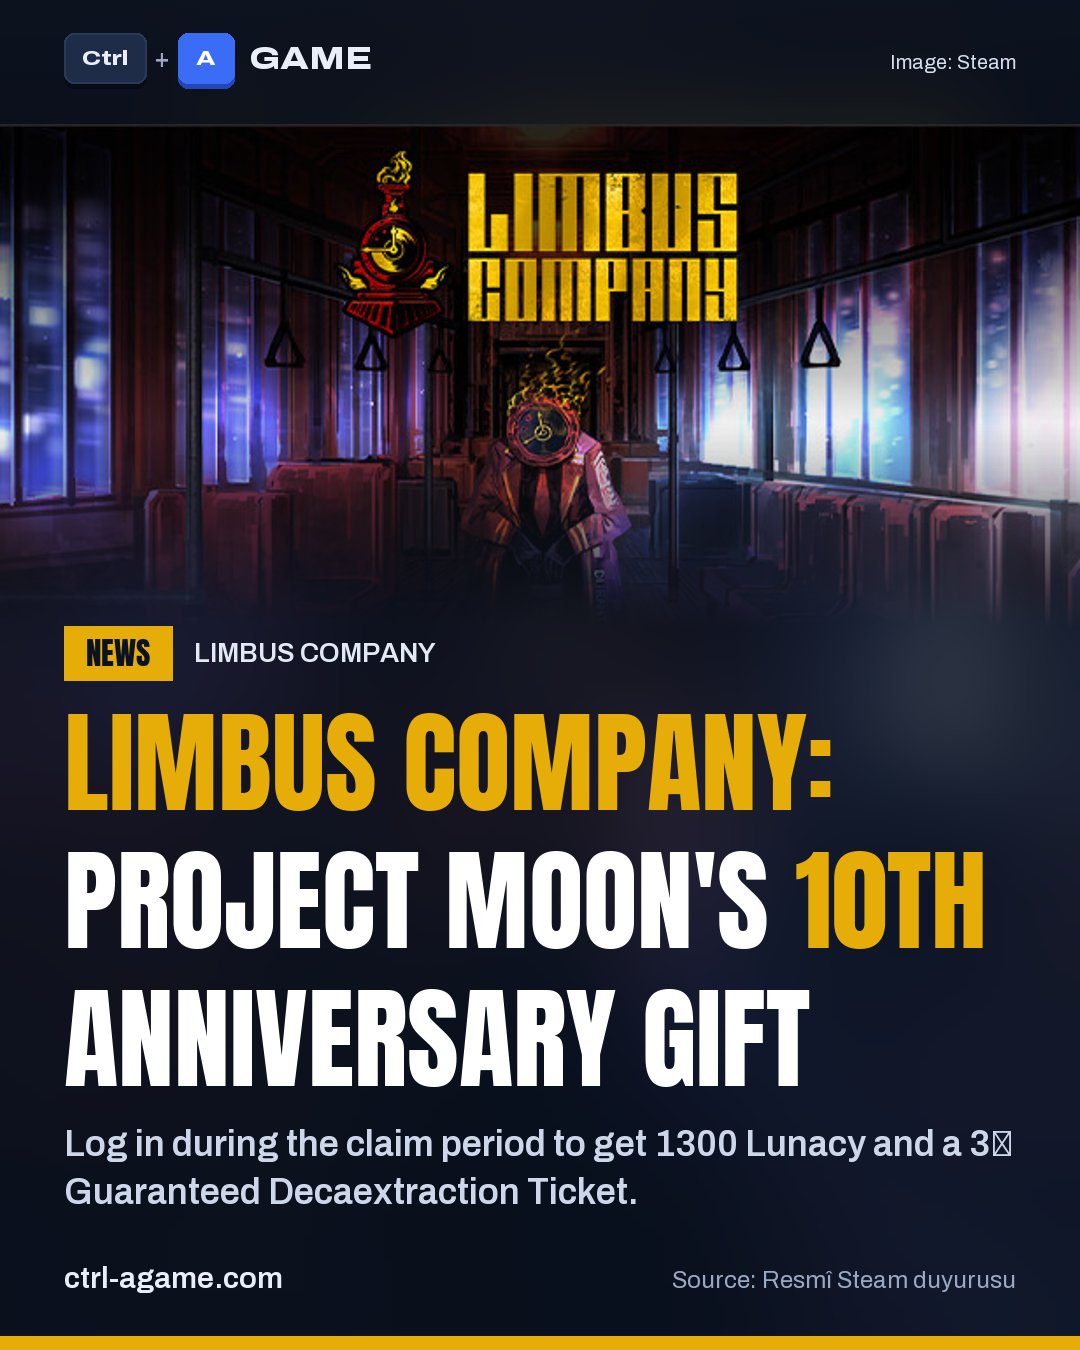 Ctrl + A GAME
Image: Steam
LIMBUS
COMPANY
NEWS LIMBUS COMPANY
LIMBUS COMPANY:
PROJECT MOON'S 10TH
ANNIVERSARY GIFT
Log in during the claim period to get 1300 Lunacy and a 3
Guaranteed Decaextraction Ticket.
ctrl-agame.com
Source: Resmî Steam duyurusu